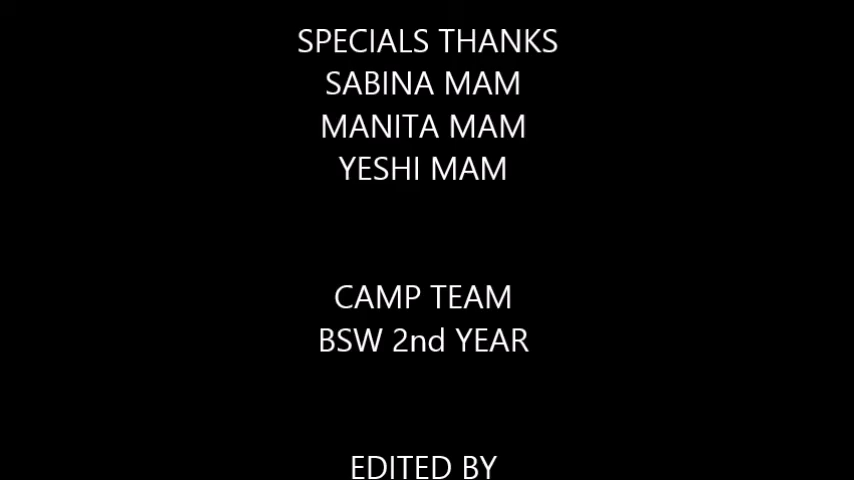 SPECIALS THANKS
SABINA MAM
MANITA MAM
YESHI MAM
CAMP TEAM
BSW 2nd YEAR
EDITED BY